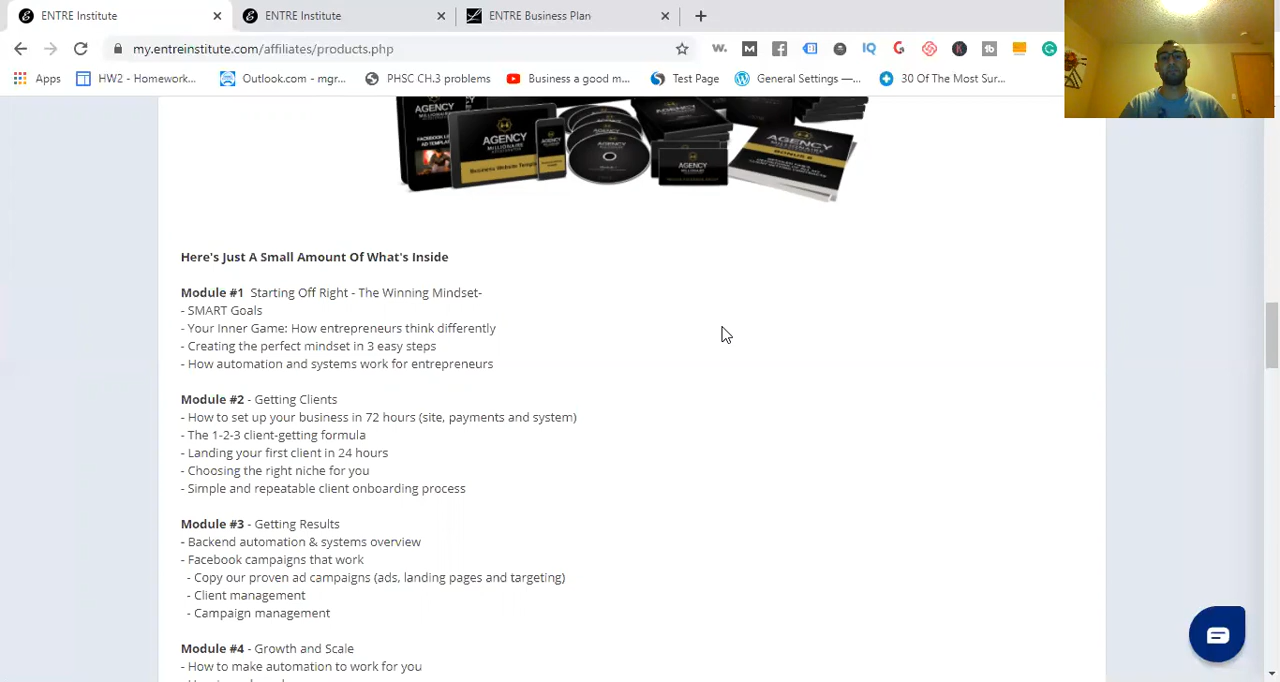 ENTRE Institute
ENTRE Institute
ENTRE Business Plan
my.entreinstitute.com/affiliates/products.php
Apps
HW2 - Homework...
Outlook.com - mgr...
PHSC CH.3 problems
Business a good m...
Test Page
General Settings —...
30 Of The Most Sur...
AGENCY
MILLIONAIRE
AGENCY
MILLIONAIRE
AGENCY
MILLIONAIRE
Business Website
Here's Just A Small Amount Of What's Inside
Module #1 Starting Off Right - The Winning Mindset-
- SMART Goals
- Your Inner Game: How entrepreneurs think differently
- Creating the perfect mindset in 3 easy steps
- How automation and systems work for entrepreneurs
Module #2 - Getting Clients
- How to set up your business in 72 hours (site, payments and system)
- The 1-2-3 client-getting formula
- Landing your first client in 24 hours
- Choosing the right niche for you
- Simple and repeatable client onboarding process
Module #3 - Getting Results
- Backend automation & systems overview
- Facebook campaigns that work
- Copy our proven ad campaigns (ads, landing pages and targeting)
- Client management
- Campaign management
Module #4 - Growth and Scale
- How to make automation to work for you